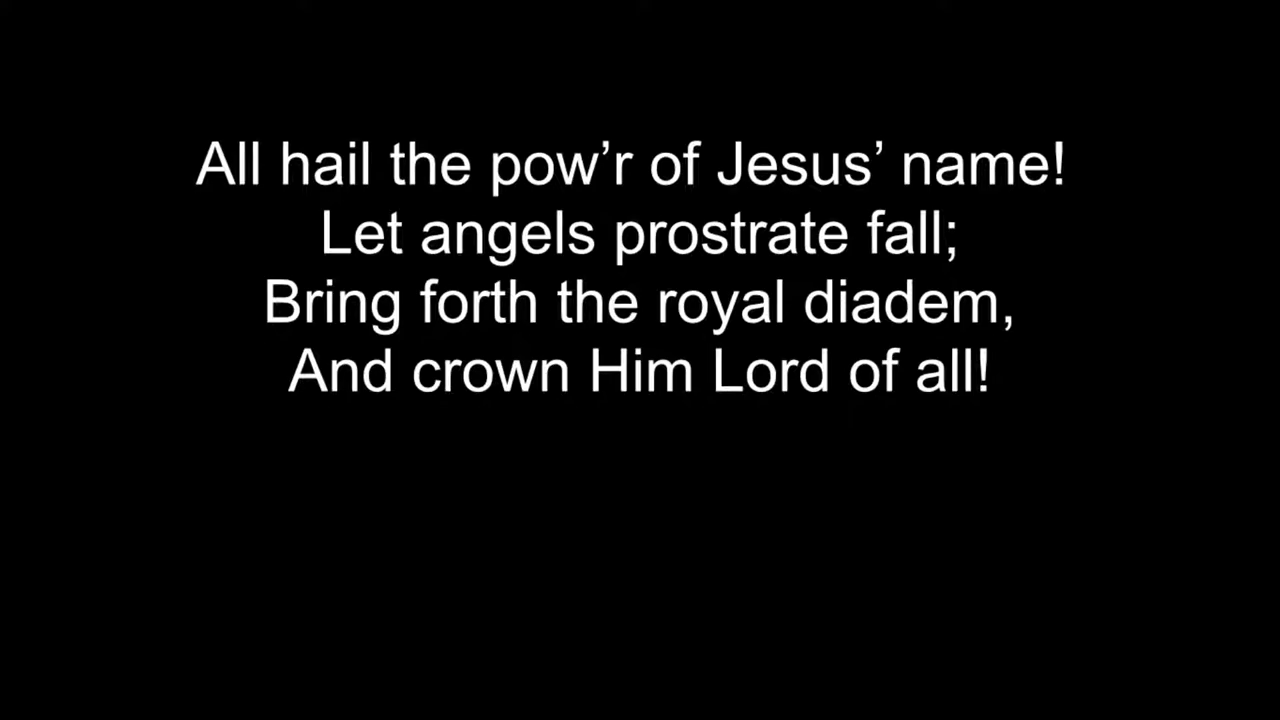 All hail the pow’r of Jesus’ name!
Let angels prostrate fall;
Bring forth the royal diadem,
And crown Him Lord of all!